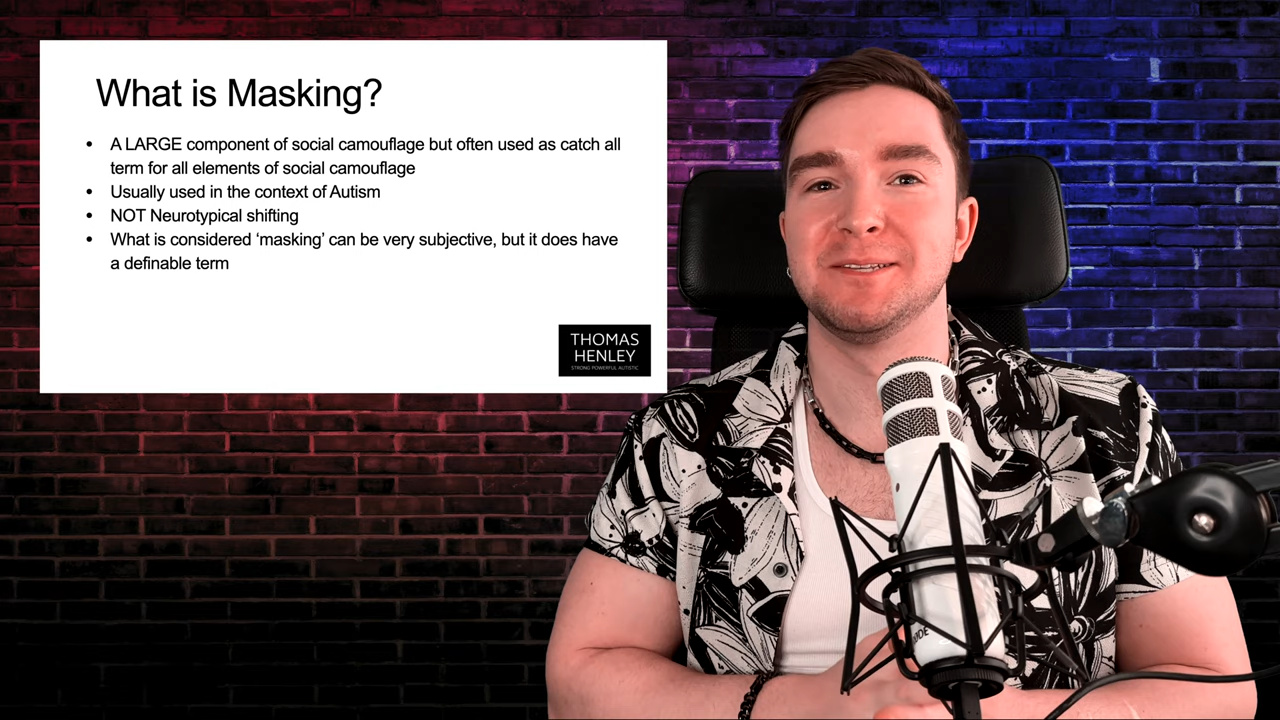 What is Masking?
• A LARGE component of social camouflage but often used as catch all
term for all elements of social camouflage
• Usually used in the context of Autism
• NOT Neurotypical shifting
• What is considered ‘masking’ can be very subjective, but it does have
a definable term
THOMAS
HENLEY
STRONG POWERFUL AUTISTIC